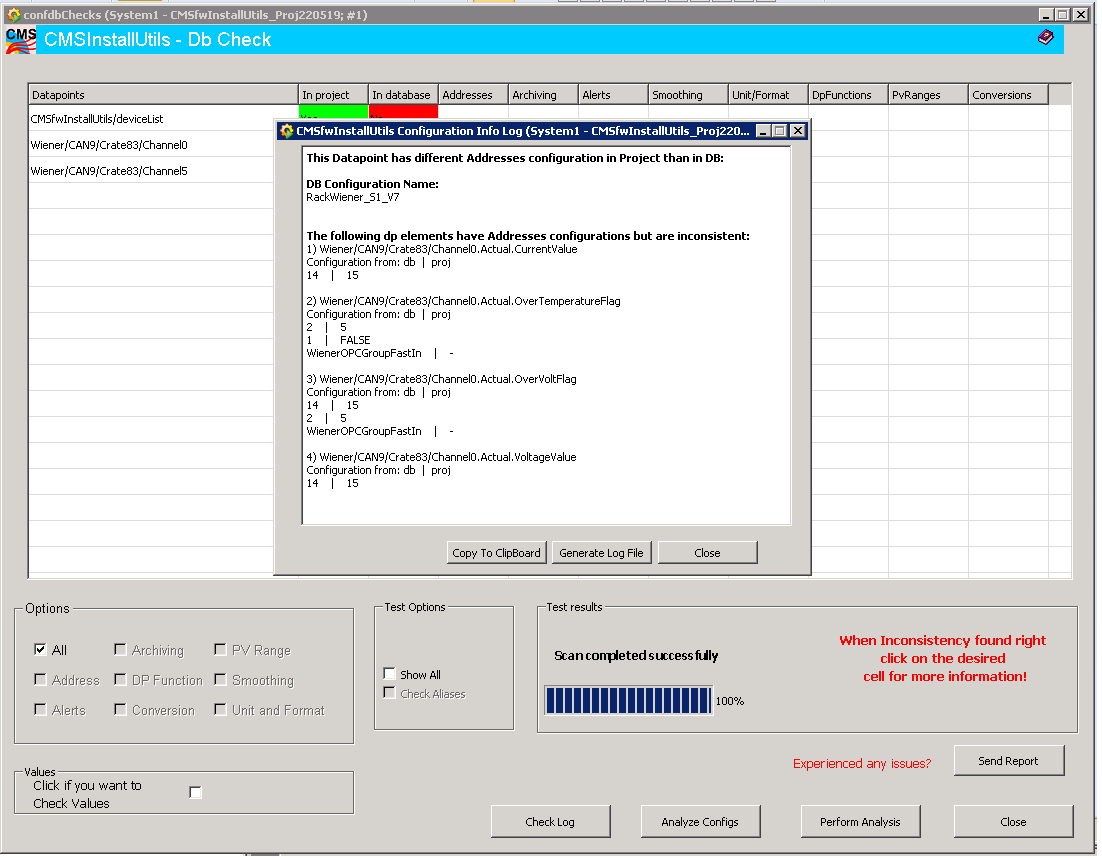 confdbChecks (System1 - CMSfwInstallUtils_Proj220519; #1)
CMS
CMSInstallUtils - Db Check
Datapoints In project In database Addresses Archiving Alerts Smoothing Unit/Format DpFunctions PvRanges Conversions
CMSfwInstallUtils/deviceList
Wiener/CAN9/Crate83/Channel0
Wiener/CAN9/Crate83/Channel5
CMSfwInstallUtils Configuration Info Log (System1 - CMSfwInstallUtils_Proj220...
This Datapoint has different Addresses configuration in Project than in DB:
DB Configuration Name:
RackWiener_S1_V7
The following dp elements have Addresses configurations but are inconsistent:
1) Wiener/CAN9/Crate83/Channel0.Actual.CurrentValue
Configuration from: db | proj
14 | 15
2) Wiener/CAN9/Crate83/Channel0.Actual.OverTemperatureFlag
Configuration from: db | proj
2 | 5
1 | FALSE
WienerOPCGroupFastIn | -
3) Wiener/CAN9/Crate83/Channel0.Actual.OverVoltFlag
Configuration from: db | proj
14 | 15
2 | 5
WienerOPCGroupFastIn | -
4) Wiener/CAN9/Crate83/Channel0.Actual.VoltageValue
Configuration from: db | proj
14 | 15
Copy To ClipBoard Generate Log File Close
Options
All Archiving PV Range
Address DP Function Smoothing
Alerts Conversion Unit and Format
Test Options
Show All
Check Aliases
Test results
Scan completed successfully
100%
When Inconsistency found right
click on the desired
cell for more information!
Values
Click if you want to
Check Values
Experienced any issues? Send Report
Check Log Analyze Configs Perform Analysis Close